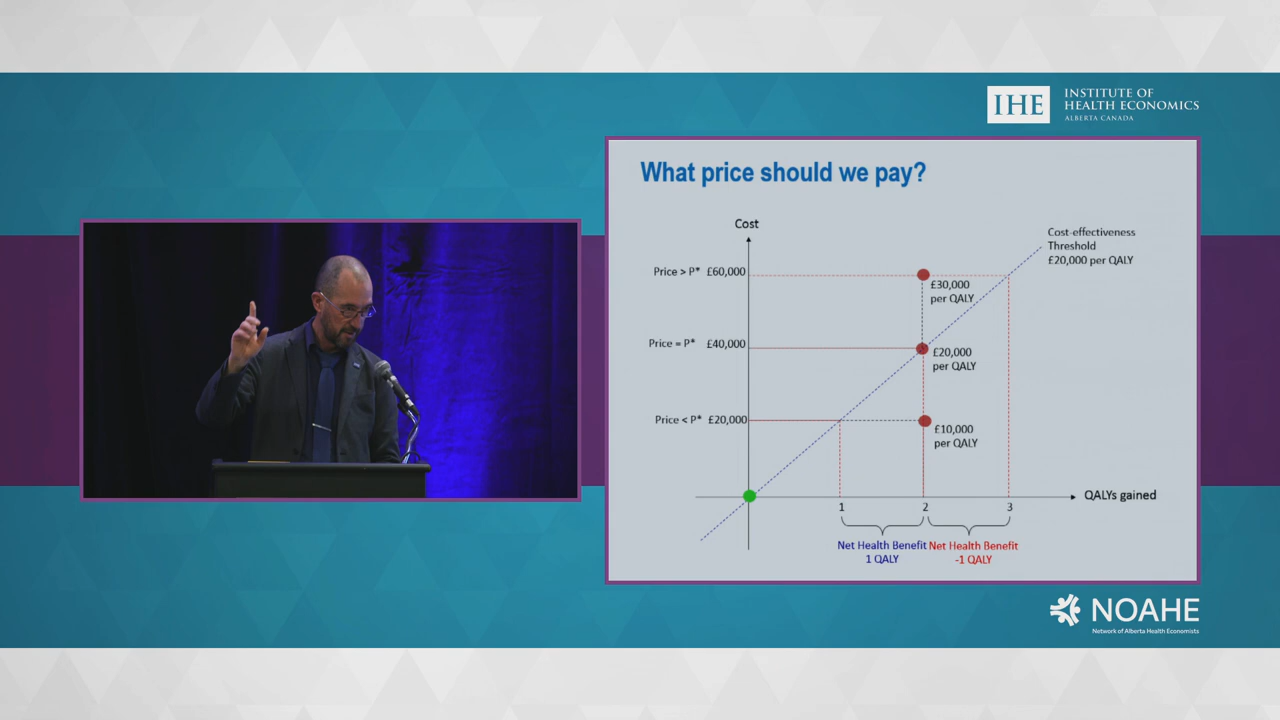 IHE
INSTITUTE OF
HEALTH ECONOMICS
ALBERTA CANADA
What price should we pay?
Cost
Cost-effectiveness
Threshold
£20,000 per QALY
Price > P* £60,000
£30,000
per QALY
Price = P* £40,000
£20,000
per QALY
Price < P* £20,000
£10,000
per QALY
QALYs gained
1 2 3
Net Health Benefit Net Health Benefit
1 QALY -1 QALY
NOAHE
Network of Alberta Health Economists